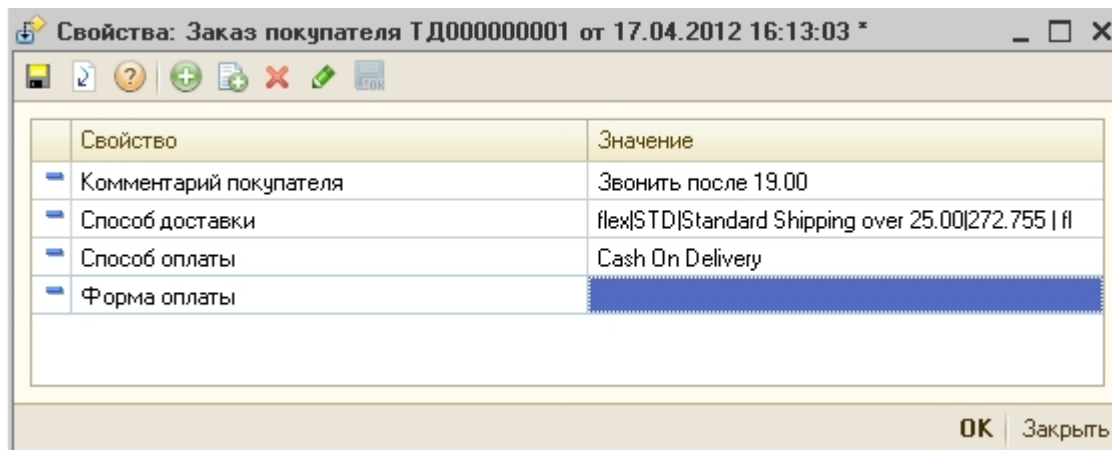 Свойства: Заказ покупателя ТД000000001 от 17.04.2012 16:13:03 *
Свойство Значение
Комментарий покупателя Звонить после 19.00
Способ доставки flex|STD|Standard Shipping over 25.00|272.755 | fl
Способ оплаты Cash On Delivery
Форма оплаты
OK Закрыть